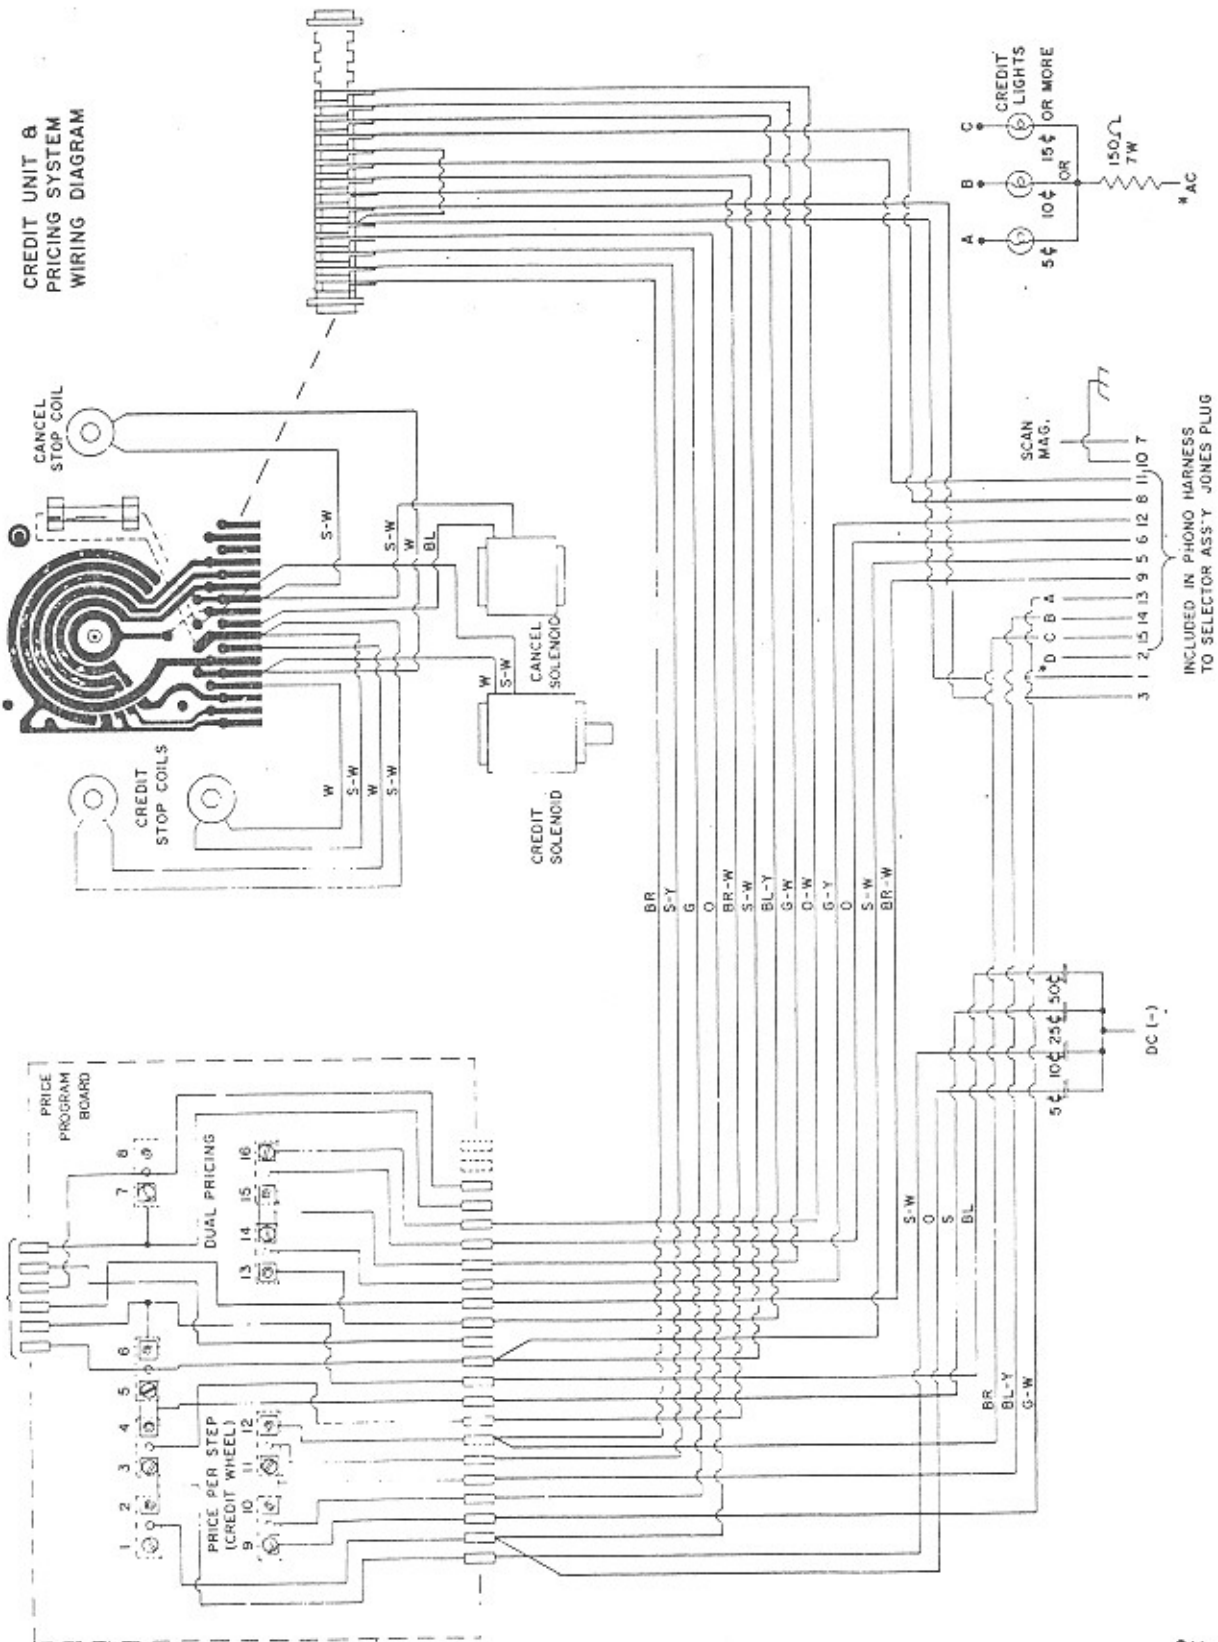 CREDIT UNIT &
PRICING SYSTEM
WIRING DIAGRAM
CANCEL
STOP COIL
CREDIT
STOP COILS
S-W
S-W
W
BL
W
S-W
W
S-W
W
S-W
CANCEL
SOLENOID
CREDIT
SOLENOID
CREDIT
LIGHTS
A
B
C
5¢
10¢
OR
15¢ OR MORE
150Ω
7W
*AC
PRICE
PROGRAM
BOARD
1
2
3
4
5
6
7
8
DUAL PRICING
13
14
15
16
PRICE PER STEP
(CREDIT WHEEL)
9
10
11
12
BR
S-Y
G
O
BR-W
S-W
BL-Y
G-W
O-W
G-Y
O
S-W
BR-W
S-W
O
S
BL
BR
BL-Y
G-W
5¢
10¢
25¢
50¢
DC (-)
SCAN
MAG.
*D
C
B
A
3
1
2
15
14
13
9
5
6
12
8
11
10
7
INCLUDED IN PHONO HARNESS
TO SELECTOR ASS'Y JONES PLUG